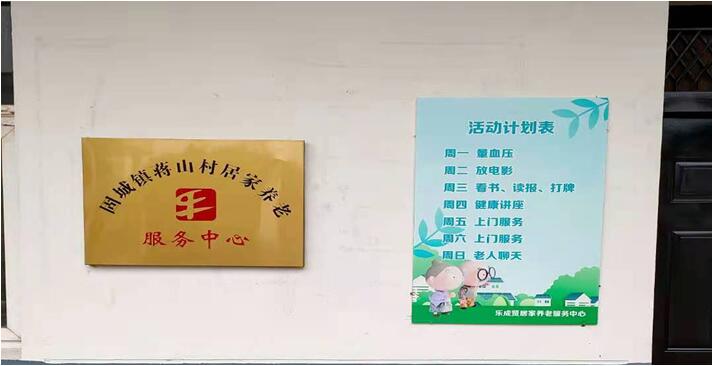 固城镇蒋山村居家养老
服务中心
活动计划表
周一 量血压
周二 放电影
周三 看书、读报、打牌
周四 健康讲座
周五 上门服务
周六 上门服务
周日 老人聊天
乐成贤居家养老服务中心